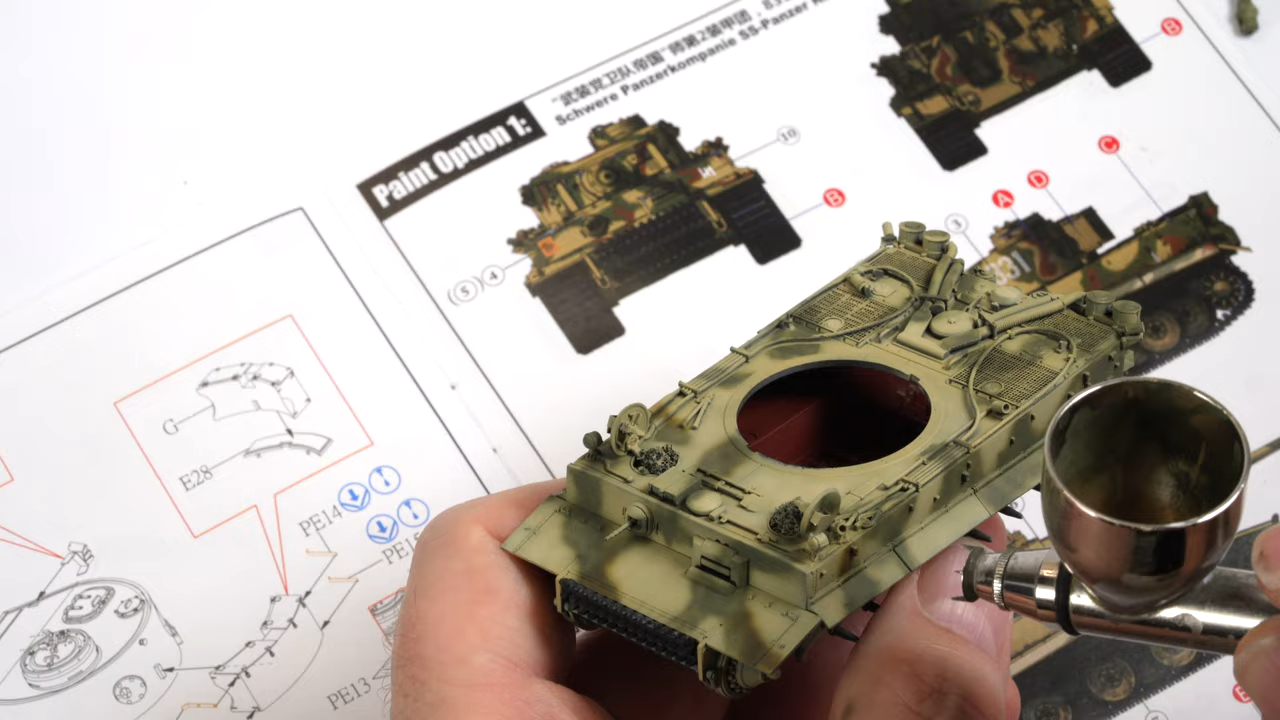 Paint Option 1:
"武装党卫队帝国"师第2装甲团，
Schwere Panzerkompanie SS-Panzer
10
B
B
C
D
A
3
331
5
4
G
E28
PE14
PE13